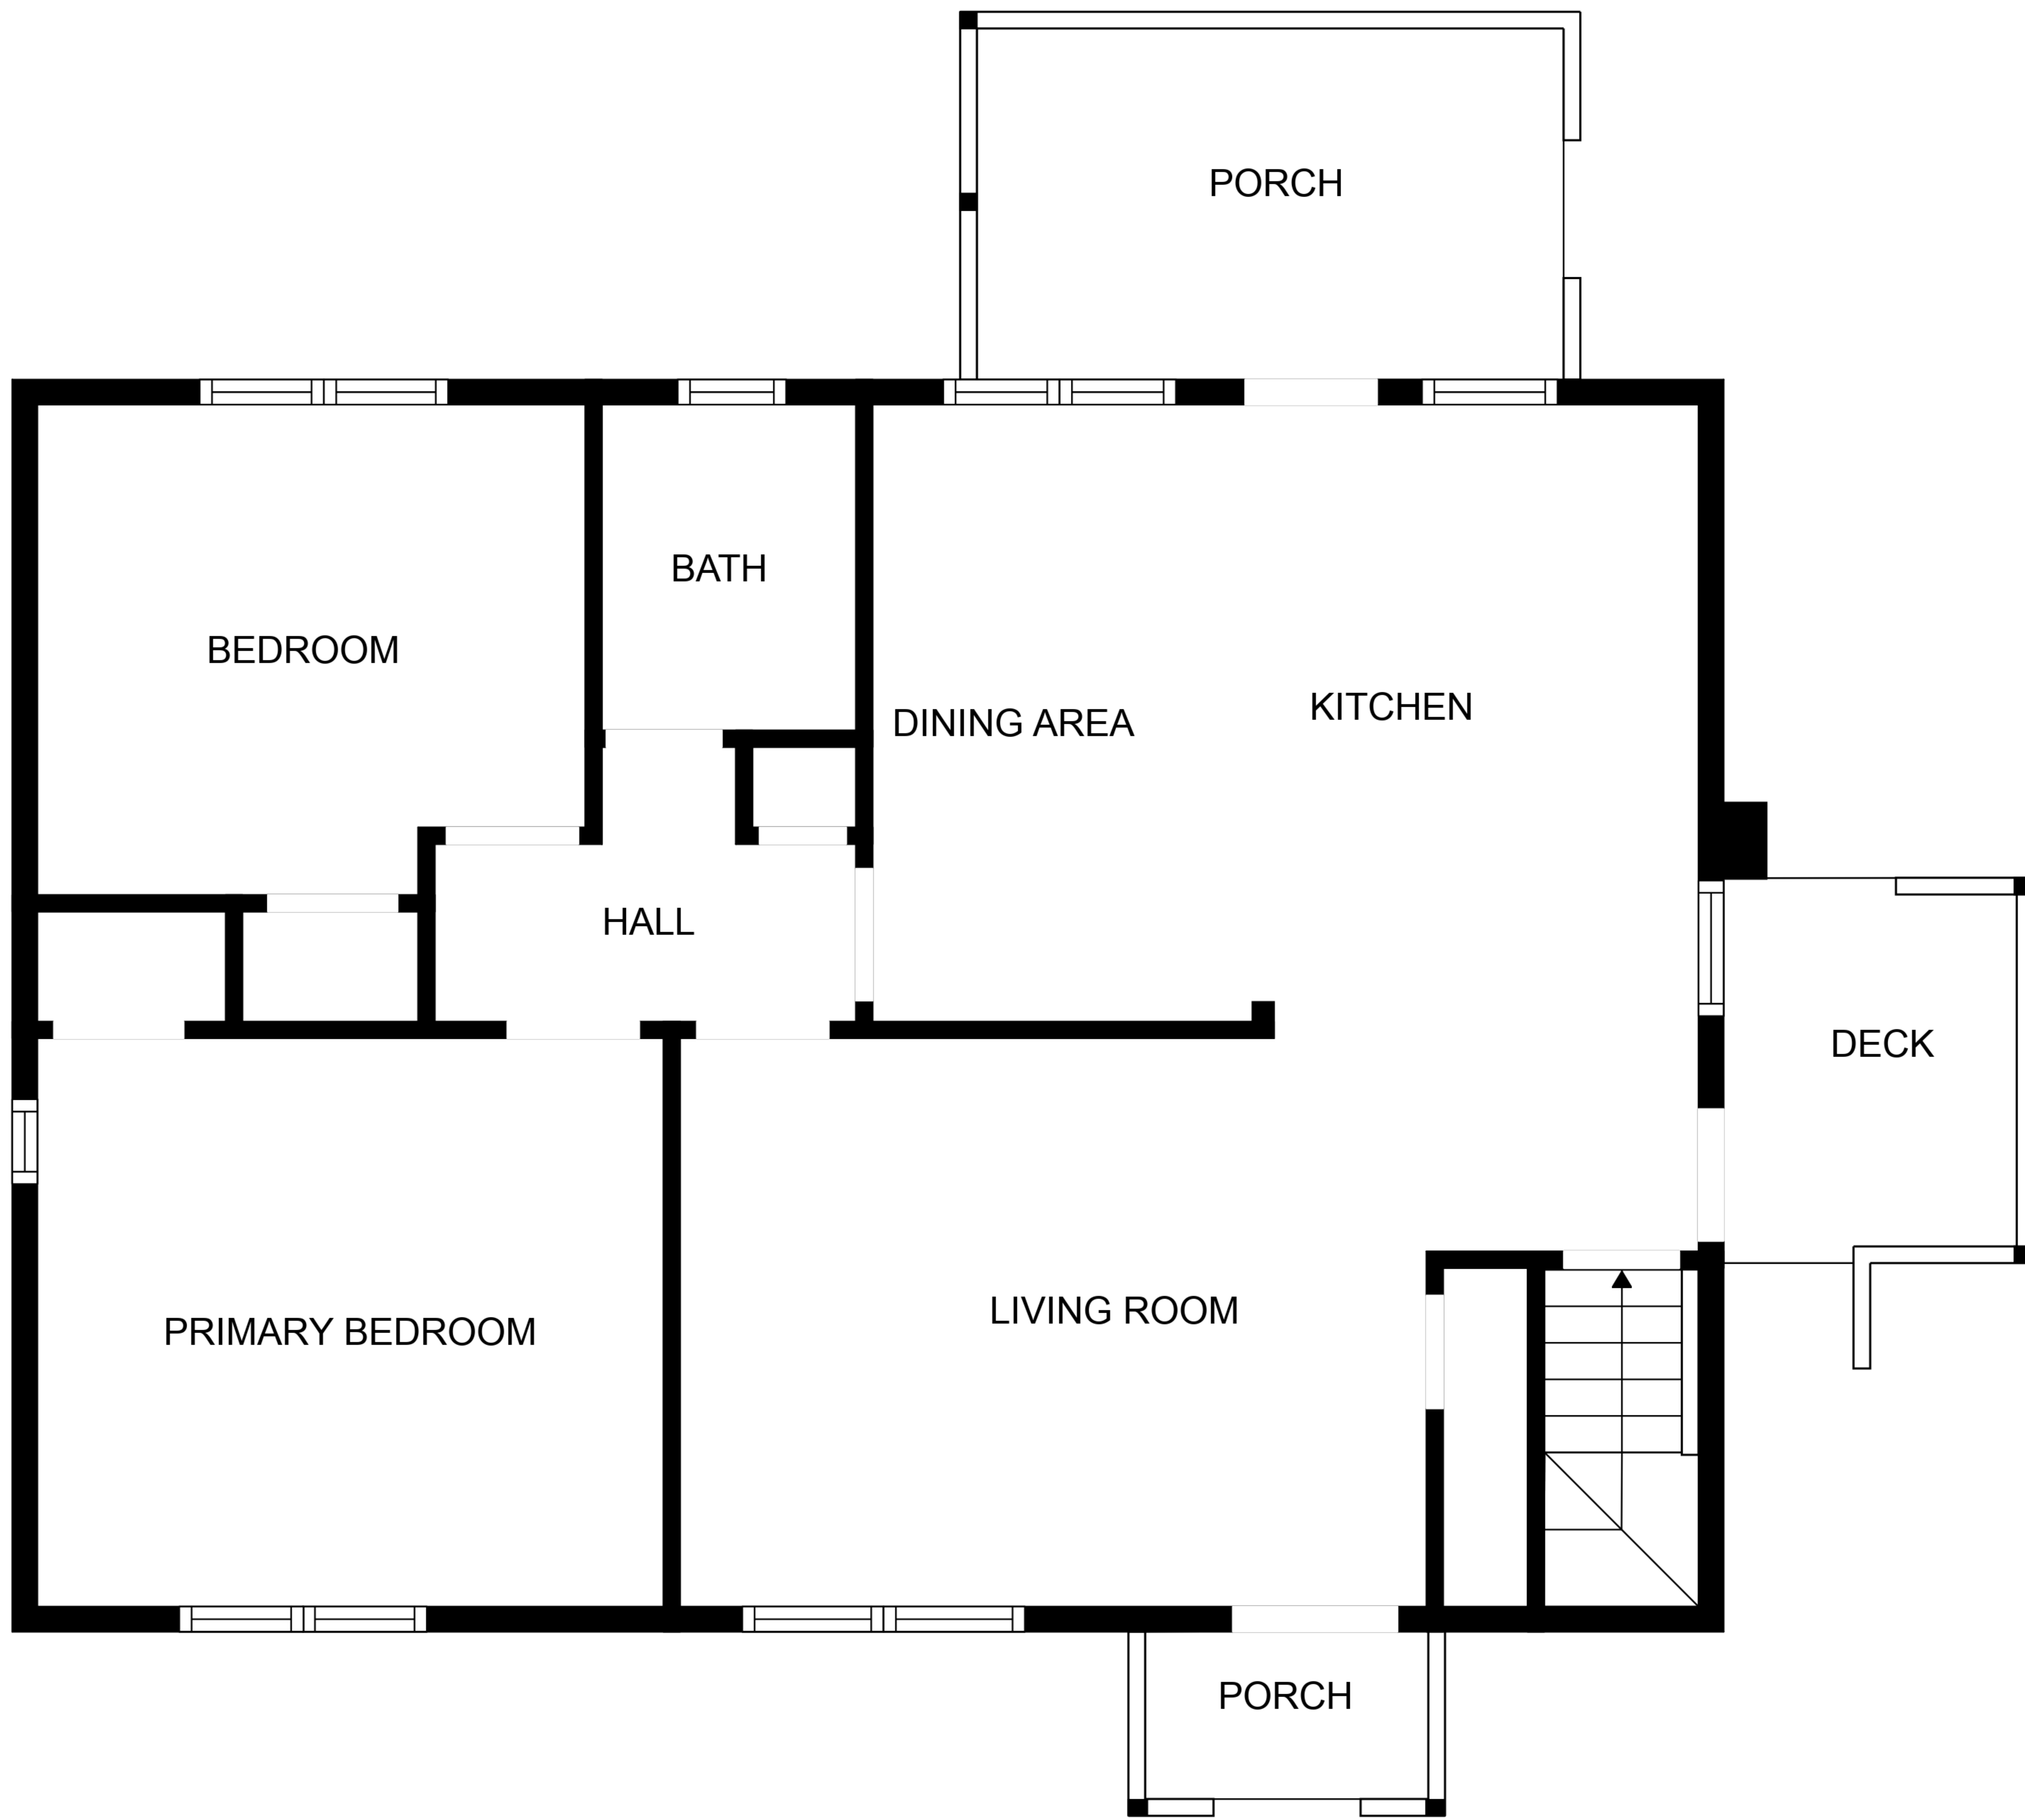 PORCH
BATH
BEDROOM
DINING AREA
KITCHEN
HALL
DECK
PRIMARY BEDROOM
LIVING ROOM
PORCH